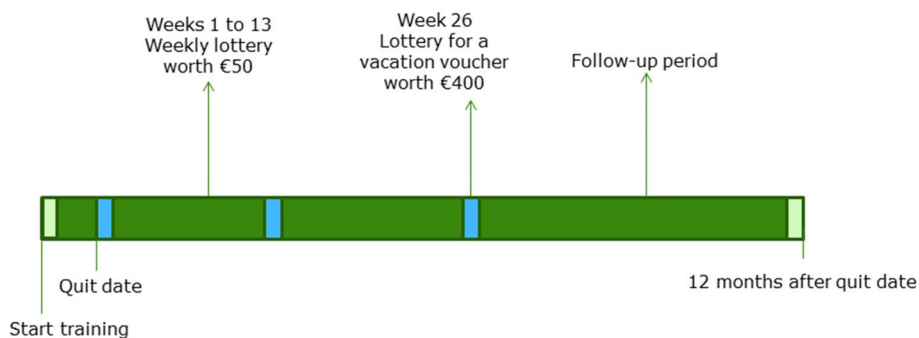 Weeks 1 to 13
Weekly lottery
worth €50
Week 26
Lottery for a
vacation voucher
worth €400
Follow-up period
Quit date
12 months after quit date
Start training